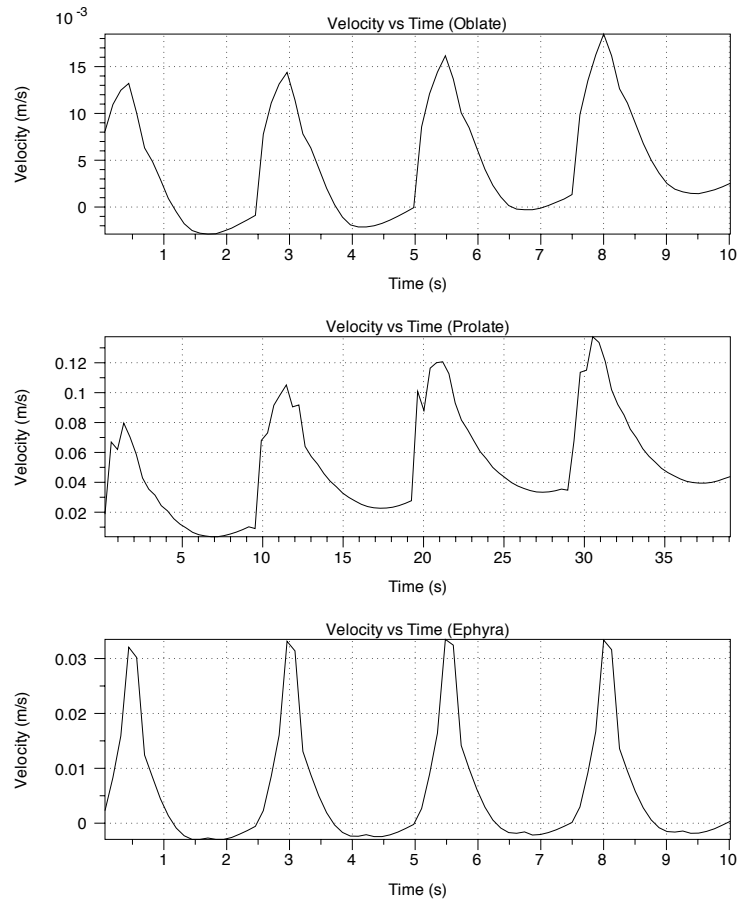 10 -3
Velocity vs Time (Oblate)
15
10
5
0
Velocity (m/s)
1 2 3 4 5 6 7 8 9 10
Time (s)
Velocity vs Time (Prolate)
0.12
0.1
0.08
0.06
0.04
0.02
Velocity (m/s)
5 10 15 20 25 30 35
Time (s)
Velocity vs Time (Ephyra)
0.03
0.02
0.01
0
Velocity (m/s)
1 2 3 4 5 6 7 8 9 10
Time (s)